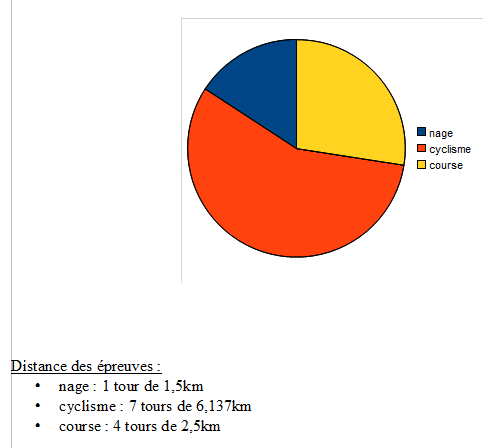 nage
cyclisme
course
Distance des épreuves :
• nage : 1 tour de 1,5km
• cyclisme : 7 tours de 6,137km
• course : 4 tours de 2,5km